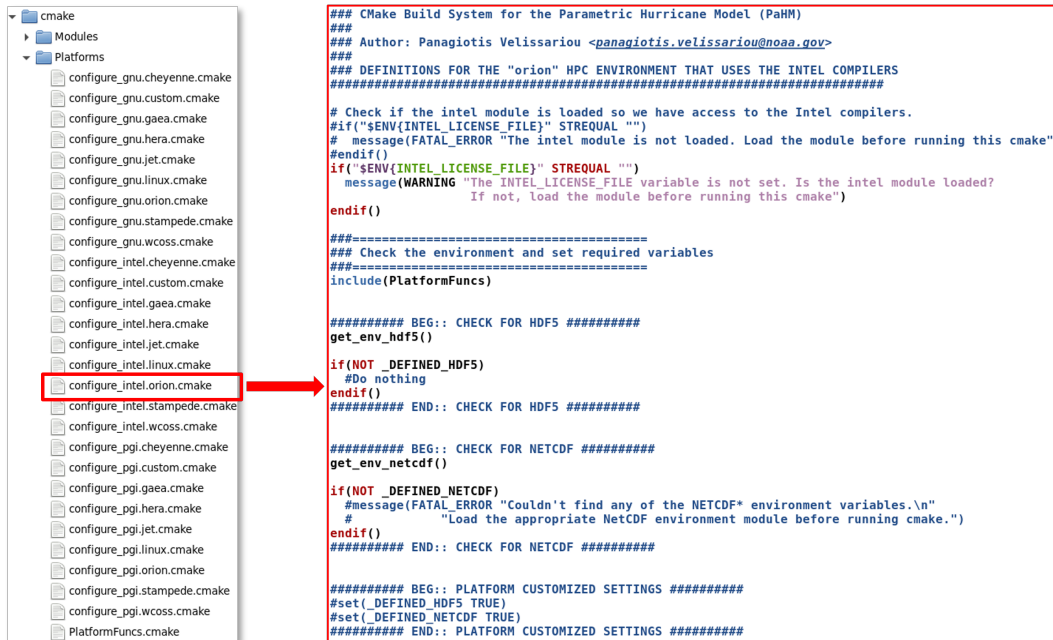 cmake
Modules
Platforms
configure_gnu.cheyenne.cmake
configure_gnu.custom.cmake
configure_gnu.gaea.cmake
configure_gnu.hera.cmake
configure_gnu.jet.cmake
configure_gnu.linux.cmake
configure_gnu.orion.cmake
configure_gnu.stampede.cmake
configure_gnu.wcoss.cmake
configure_intel.cheyenne.cmake
configure_intel.custom.cmake
configure_intel.gaea.cmake
configure_intel.hera.cmake
configure_intel.jet.cmake
configure_intel.linux.cmake
configure_intel.orion.cmake
configure_intel.stampede.cmake
configure_intel.wcoss.cmake
configure_pgi.cheyenne.cmake
configure_pgi.custom.cmake
configure_pgi.gaea.cmake
configure_pgi.hera.cmake
configure_pgi.jet.cmake
configure_pgi.linux.cmake
configure_pgi.orion.cmake
configure_pgi.stampede.cmake
configure_pgi.wcoss.cmake
PlatformFuncs.cmake
### CMake Build System for the Parametric Hurricane Model (PaHM)
###
### Author: Panagiotis Velissariou <panagiotis.velissariou@noaa.gov>
###
### DEFINITIONS FOR THE "orion" HPC ENVIRONMENT THAT USES THE INTEL COMPILERS
###########################################################################
# Check if the intel module is loaded so we have access to the Intel compilers.
#if("$ENV{INTEL_LICENSE_FILE}" STREQUAL "")
#  message(FATAL_ERROR "The intel module is not loaded. Load the module before running this cmake"
#endif()
if("$ENV{INTEL_LICENSE_FILE}" STREQUAL "")
  message(WARNING "The INTEL_LICENSE_FILE variable is not set. Is the intel module loaded?
                   If not, load the module before running this cmake")
endif()
###========================================
### Check the environment and set required variables
###========================================
include(PlatformFuncs)
########## BEG:: CHECK FOR HDF5 ##########
get_env_hdf5()
if(NOT _DEFINED_HDF5)
  #Do nothing
endif()
########## END:: CHECK FOR HDF5 ##########
########## BEG:: CHECK FOR NETCDF ##########
get_env_netcdf()
if(NOT _DEFINED_NETCDF)
  #message(FATAL_ERROR "Couldn't find any of the NETCDF* environment variables.\n"
  #            "Load the appropriate NetCDF environment module before running cmake.")
endif()
########## END:: CHECK FOR NETCDF ##########
########## BEG:: PLATFORM CUSTOMIZED SETTINGS ##########
#set(_DEFINED_HDF5 TRUE)
#set(_DEFINED_NETCDF TRUE)
########## END:: PLATFORM CUSTOMIZED SETTINGS ##########